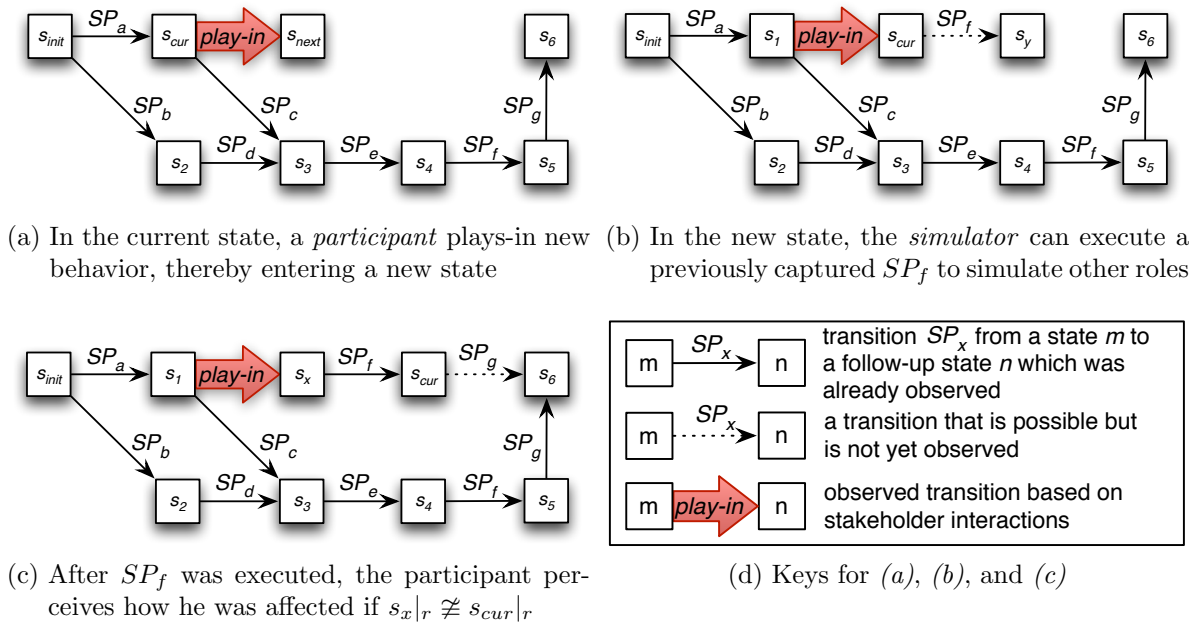 s_init SP_a s_cur play-in s_next s_6
SP_b SP_c SP_g
s_2 SP_d s_3 SP_e s_4 SP_f s_5
(a) In the current state, a participant plays-in new
behavior, thereby entering a new state
s_init SP_a s_1 play-in s_cur SP_f s_y s_6
SP_b SP_c SP_g
s_2 SP_d s_3 SP_e s_4 SP_f s_5
(b) In the new state, the simulator can execute a
previously captured SP_f to simulate other roles
s_init SP_a s_1 play-in s_x SP_f s_cur SP_g s_6
SP_b SP_c SP_g
s_2 SP_d s_3 SP_e s_4 SP_f s_5
(c) After SP_f was executed, the participant per-
ceives how he was affected if s_x|_r ≇ s_cur|_r
m SP_x n
transition SP_x from a state m to
a follow-up state n which was
already observed
m SP_x n
a transition that is possible but
is not yet observed
m play-in n
observed transition based on
stakeholder interactions
(d) Keys for (a), (b), and (c)